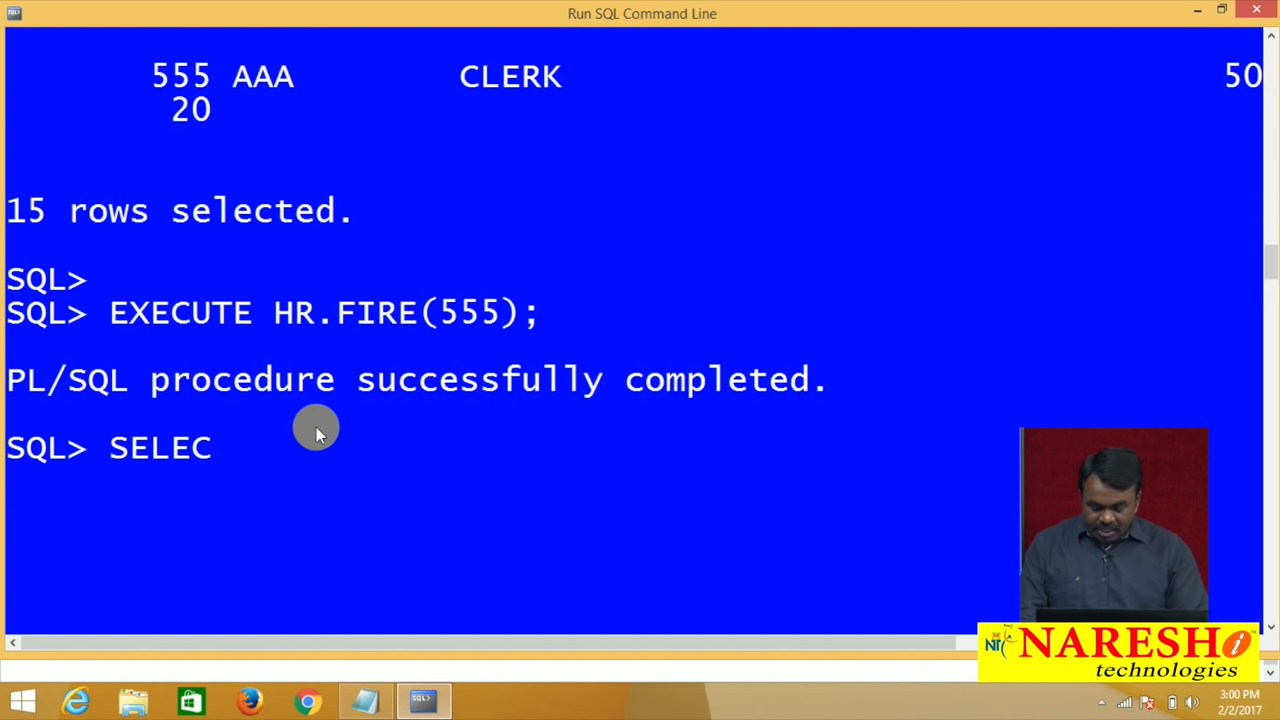 Run SQL Command Line
555 AAA CLERK 50
20
15 rows selected.
SQL>
SQL> EXECUTE HR.FIRE(555);
PL/SQL procedure successfully completed.
SQL> SELEC
NARESH i
technologies
SQL>
3:00 PM
2/2/2017